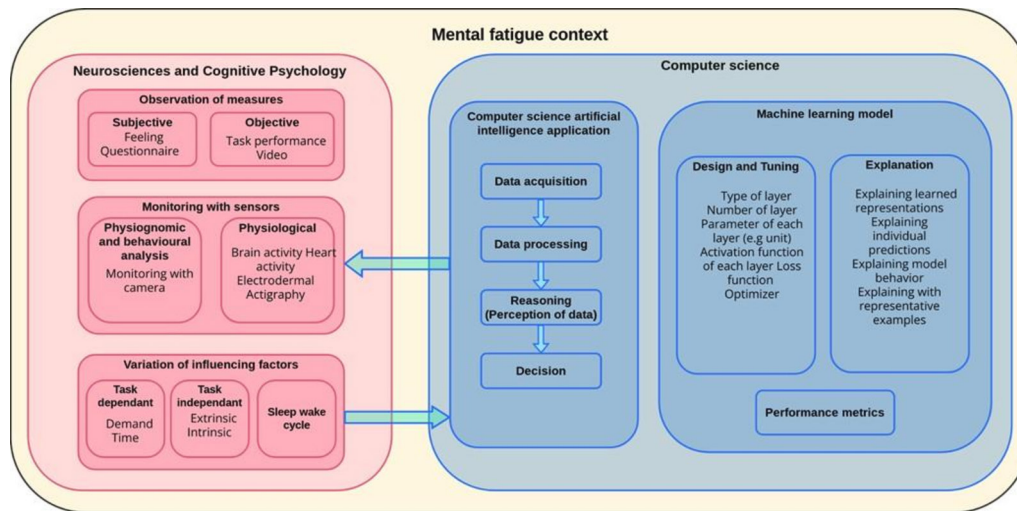 Mental fatigue context
Neurosciences and Cognitive Psychology
Observation of measures
Subjective
Feeling
Questionnaire
Objective
Task performance
Video
Monitoring with sensors
Physiognomic
and behavioural
analysis
Monitoring with
camera
Physiological
Brain activity Heart
activity
Electrodermal
Actigraphy
Variation of influencing factors
Task
dependant
Demand
Time
Task
independant
Extrinsic
Intrinsic
Sleep wake
cycle
Computer science
Computer science artificial
intelligence application
Data acquisition
Data processing
Reasoning
(Perception of data)
Decision
Machine learning model
Design and Tuning
Type of layer
Number of layer
Parameter of each
layer (e.g unit)
Activation function
of each layer Loss
function
Optimizer
Explanation
Explaining learned
representations
Explaining
individual
predictions
Explaining model
behavior
Explaining with
representative
examples
Performance metrics